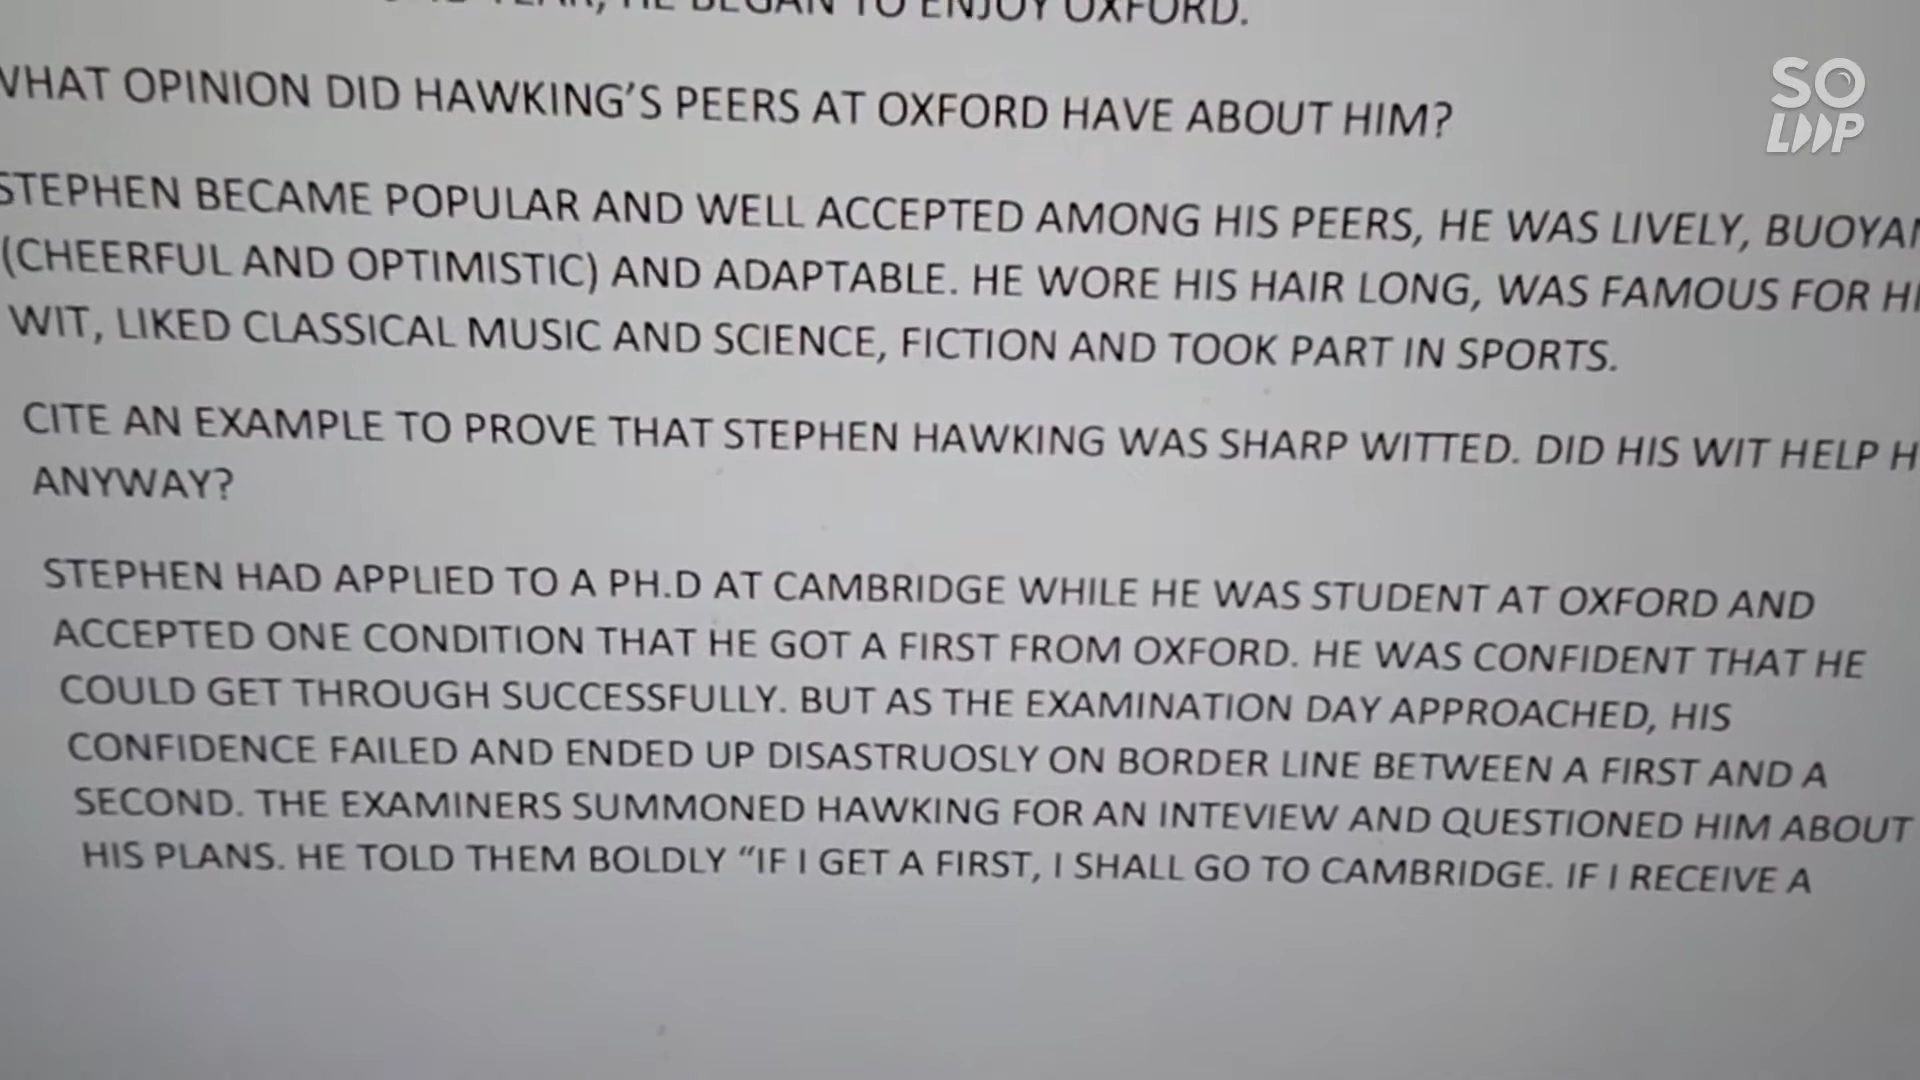 HE BEGAN TO ENJOY OXFORD.
WHAT OPINION DID HAWKING'S PEERS AT OXFORD HAVE ABOUT HIM?
STEPHEN BECAME POPULAR AND WELL ACCEPTED AMONG HIS PEERS, HE WAS LIVELY,
(CHEERFUL AND OPTIMISTIC) AND ADAPTABLE. HE WORE HIS HAIR LONG, WAS FAMOUS FOR
WIT, LIKED CLASSICAL MUSIC AND SCIENCE, FICTION AND TOOK PART IN SPORTS.
CITE AN EXAMPLE TO PROVE THAT STEPHEN HAWKING WAS SHARP WITTED. DID HIS WIT HELP
ANYWAY?
STEPHEN HAD APPLIED TO A PH.D AT CAMBRIDGE WHILE HE WAS STUDENT AT OXFORD AND
ACCEPTED ONE CONDITION THAT HE GOT A FIRST FROM OXFORD. HE WAS CONFIDENT THAT HE
COULD GET THROUGH SUCCESSFULLY. BUT AS THE EXAMINATION DAY APPROACHED, HIS
CONFIDENCE FAILED AND ENDED UP DISASTRUOSLY ON BORDER LINE BETWEEN A FIRST AND A
SECOND. THE EXAMINERS SUMMONED HAWKING FOR AN INTEVIEW AND QUESTIONED HIM ABOUT
HIS PLANS. HE TOLD THEM BOLDLY "IF I GET A FIRST, I SHALL GO TO CAMBRIDGE. IF I RECEIVE A
SO
LOOP